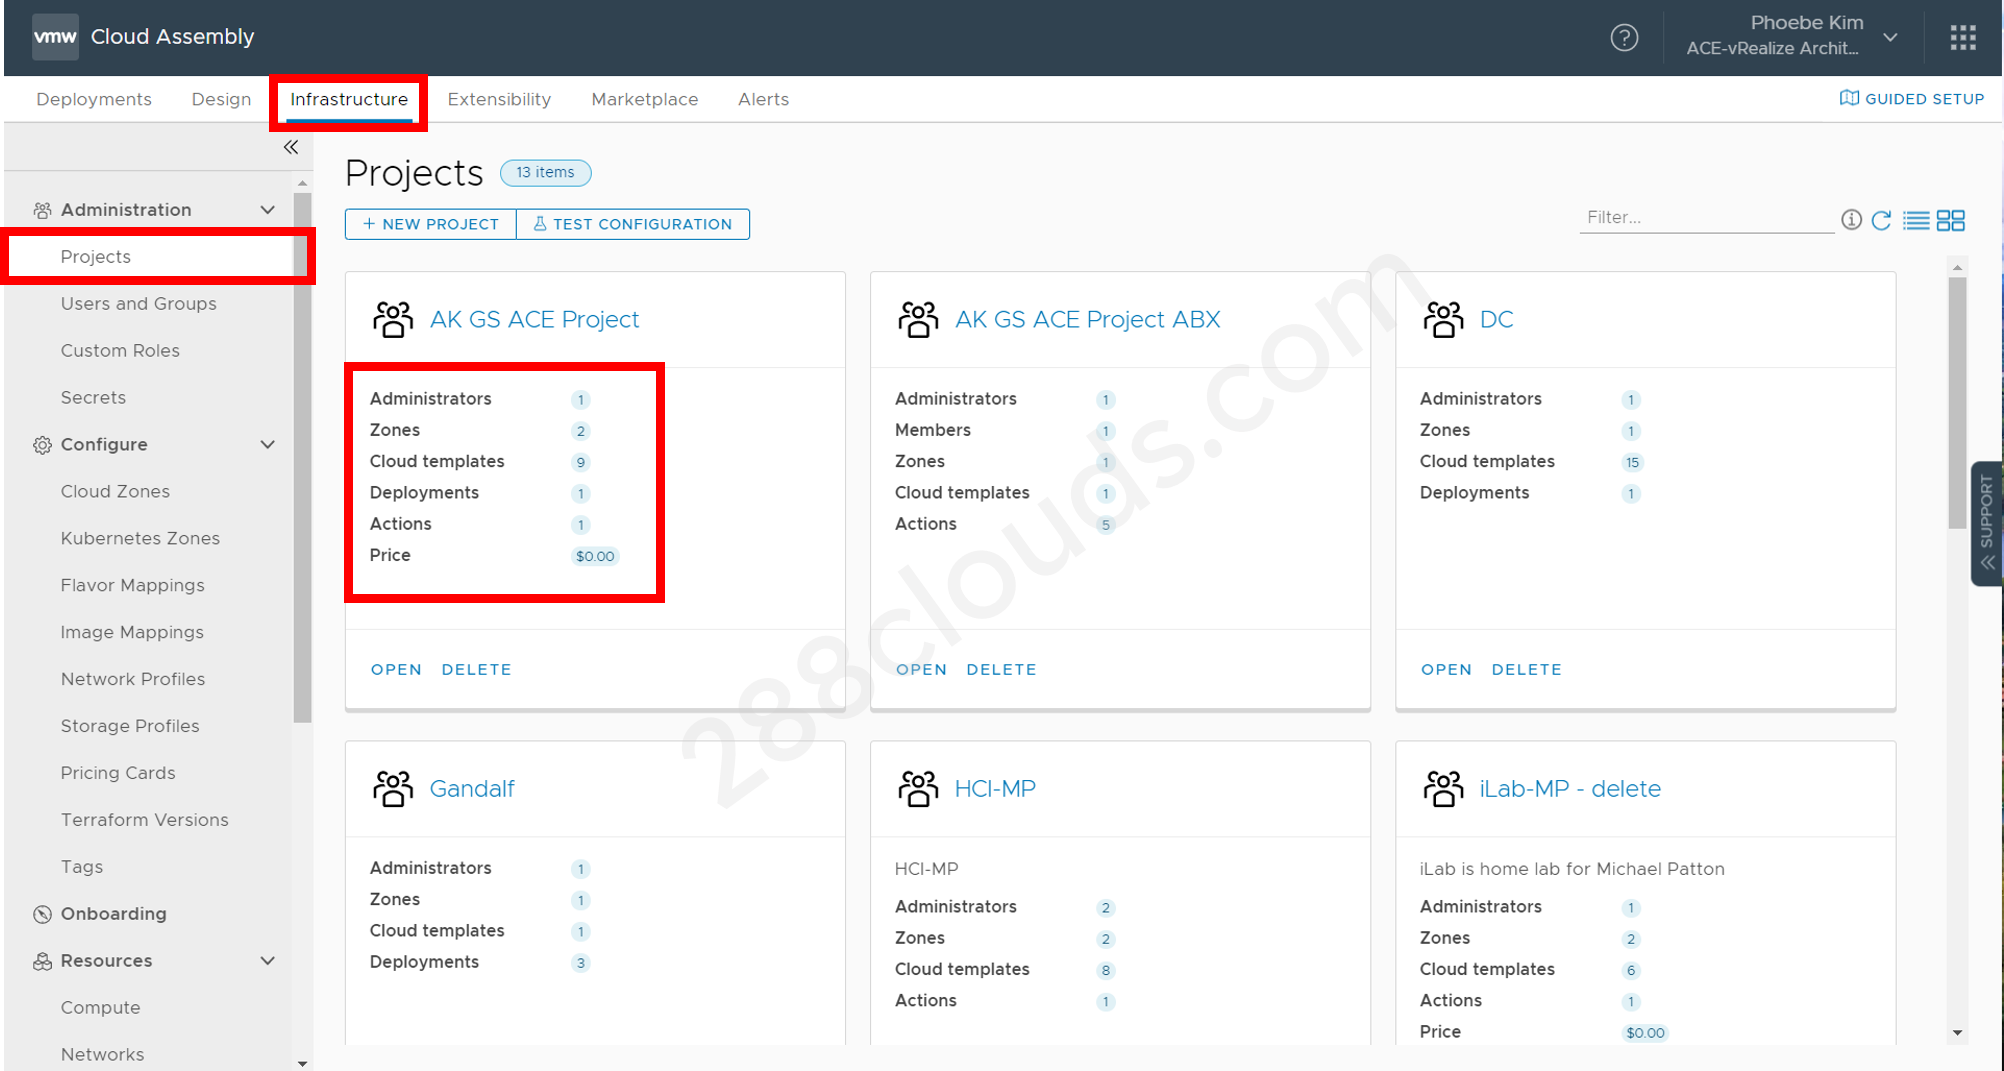 vmw Cloud Assembly
Phoebe Kim
ACE-vRealize Archit...
Deployments Design Infrastructure Extensibility Marketplace Alerts GUIDED SETUP
Administration
Projects
Users and Groups
Custom Roles
Secrets
Configure
Cloud Zones
Kubernetes Zones
Flavor Mappings
Image Mappings
Network Profiles
Storage Profiles
Pricing Cards
Terraform Versions
Tags
Onboarding
Resources
Compute
Networks
Projects 13 items
+ NEW PROJECT TEST CONFIGURATION
Filter...
AK GS ACE Project
Administrators 1
Zones 2
Cloud templates 9
Deployments 1
Actions 1
Price $0.00
OPEN DELETE
AK GS ACE Project ABX
Administrators 1
Members 1
Zones 1
Cloud templates 1
Actions 5
OPEN DELETE
DC
Administrators 1
Zones 1
Cloud templates 15
Deployments 1
OPEN DELETE
Gandalf
Administrators 1
Zones 1
Cloud templates 1
Deployments 3
HCI-MP
HCI-MP
Administrators 2
Zones 2
Cloud templates 8
Actions 1
iLab-MP - delete
iLab is home lab for Michael Patton
Administrators 1
Zones 2
Cloud templates 6
Actions 1
Price $0.00
SUPPORT
288clouds.com